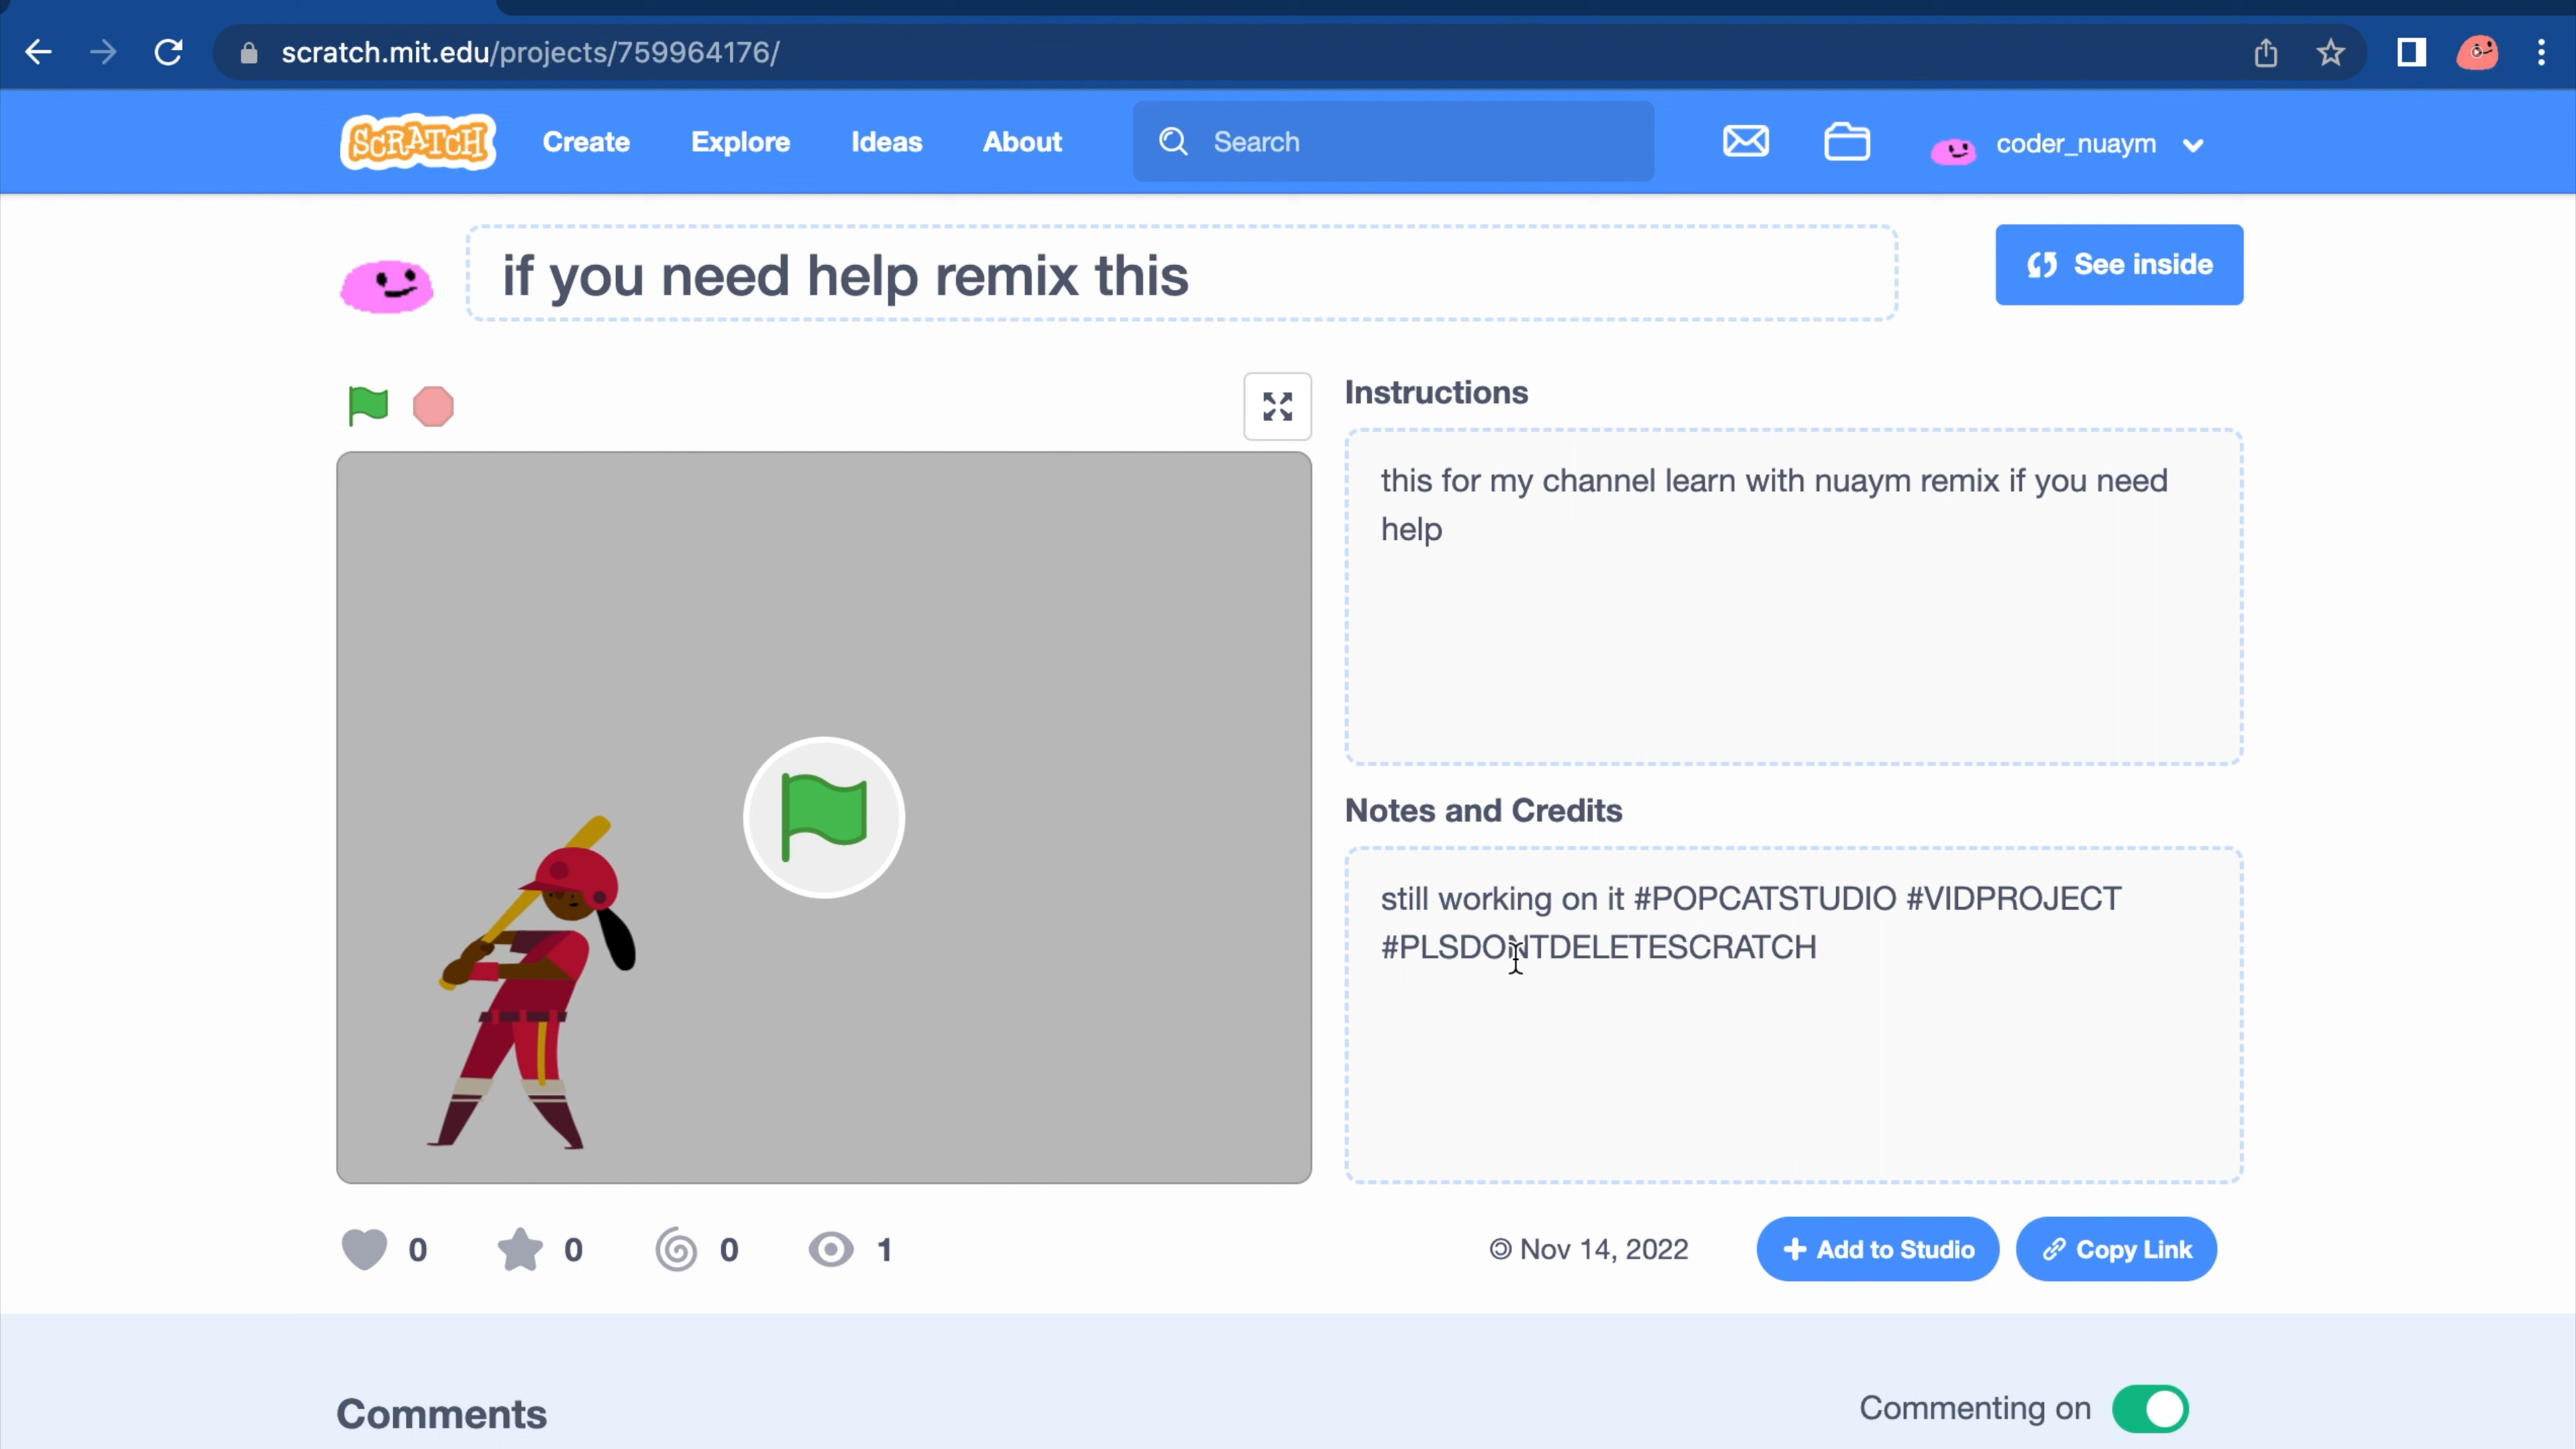 scratch.mit.edu/projects/759964176/
SCRATCH
Create
Explore
Ideas
About
Search
coder_nuaym
if you need help remix this
See inside
Instructions
this for my channel learn with nuaym remix if you need
help
Notes and Credits
still working on it #POPCATSTUDIO #VIDPROJECT
#PLSDONTDELETESCRATCH
0
0
0
1
© Nov 14, 2022
Add to Studio
Copy Link
Comments
Commenting on